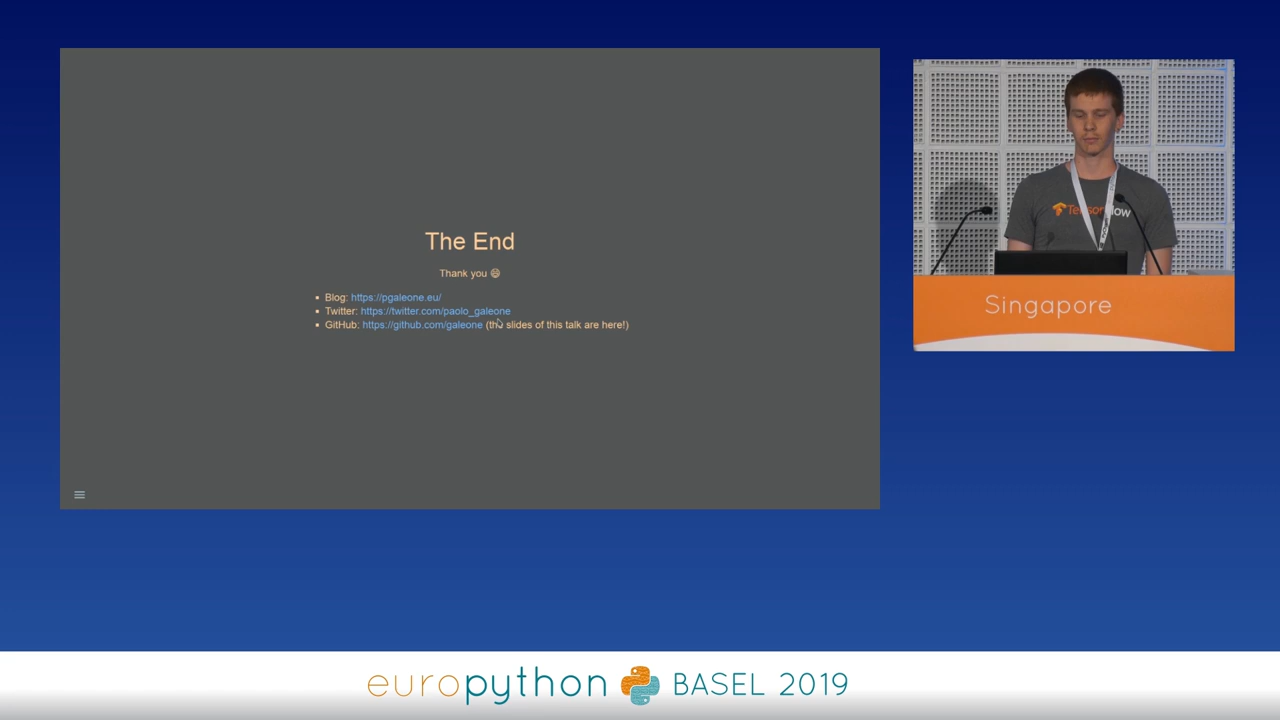 The End
Thank you 😄
Blog: https://pgaleone.eu/
Twitter: https://twitter.com/paolo_galeone
GitHub: https://github.com/galeone (the slides of this talk are here!)
TensorFlow
Singapore
europython BASEL 2019